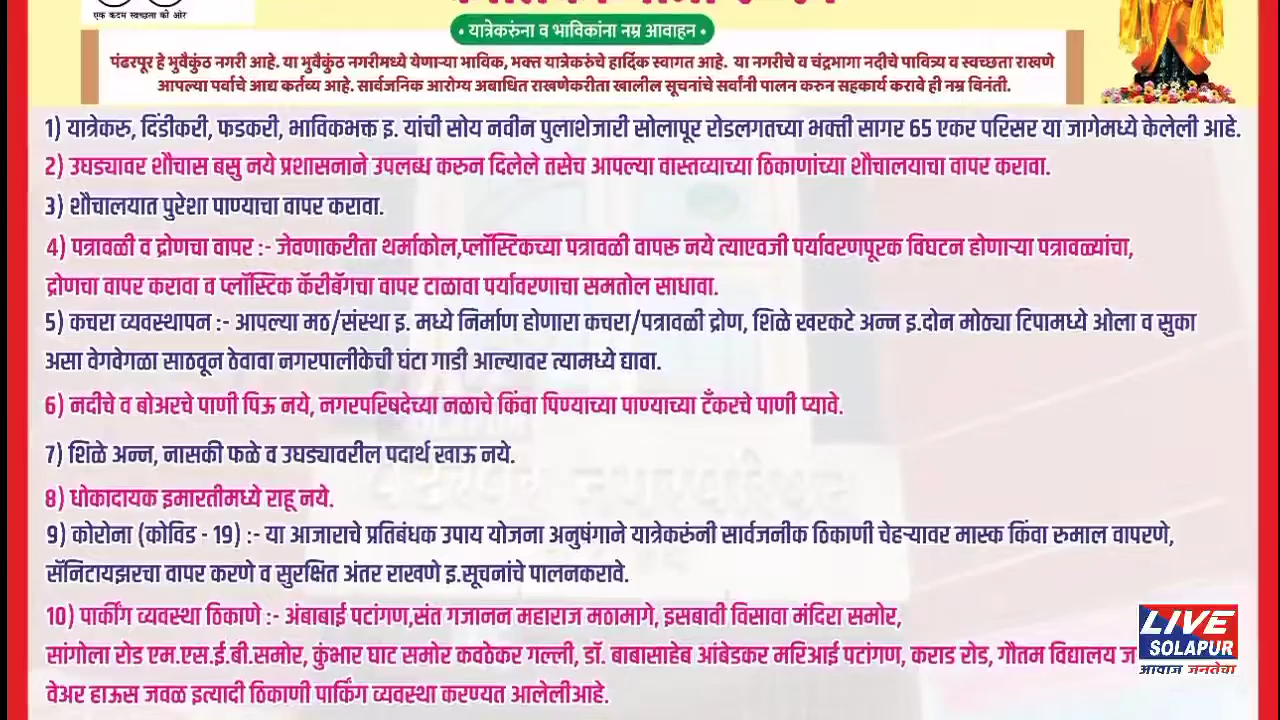 एक कदम स्वच्छता की ओर
• यात्रेकरुंना व भाविकांना नम्र आवाहन •
पंढरपूर हे भुवैकुंठ नगरी आहे. या भुवैकुंठ नगरीमध्ये येणाऱ्या भाविक, भक्त यात्रेकरुंचे हार्दिक स्वागत आहे. या नगरीचे व चंद्रभागा नदीचे पावित्र्य व स्वच्छता राखणे
आपल्या पर्वाचे आद्य कर्तव्य आहे. सार्वजनिक आरोग्य अबाधित राखणेकरीता खालील सूचनांचे सर्वांनी पालन करुन सहकार्य करावे ही नम्र विनंती.
1) यात्रेकरु, दिंडीकरी, फडकरी, भाविकभक्त इ. यांची सोय नवीन पुलाशेजारी सोलापूर रोडलगतच्या भक्ती सागर 65 एकर परिसर या जागेमध्ये केलेली आहे.
2) उघड्यावर शौचास बसु नये प्रशासनाने उपलब्ध करुन दिलेले तसेच आपल्या वास्तव्याच्या ठिकाणांच्या शौचालयाचा वापर करावा.
3) शौचालयात पुरेशा पाण्याचा वापर करावा.
4) पत्रावळी व द्रोणचा वापर :- जेवणाकरीता थर्माकोल,प्लॉस्टिकच्या पत्रावळी वापरू नये त्याएवजी पर्यावरणपूरक विघटन होणाऱ्या पत्रावळ्यांचा,
द्रोणचा वापर करावा व प्लॉस्टिक कॅरीबॅगचा वापर टाळावा पर्यावरणाचा समतोल साधावा.
5) कचरा व्यवस्थापन :- आपल्या मठ/संस्था इ. मध्ये निर्माण होणारा कचरा/पत्रावळी द्रोण, शिळे खरकटे अन्न इ.दोन मोठ्या टिपामध्ये ओला व सुका
असा वेगवेगळा साठवून ठेवावा नगरपालीकेची घंटा गाडी आल्यावर त्यामध्ये द्यावा.
6) नदीचे व बोअरचे पाणी पिऊ नये, नगरपरिषदेच्या नळाचे किंवा पिण्याच्या पाण्याच्या टँकरचे पाणी प्यावे.
7) शिळे अन्न, नासकी फळे व उघड्यावरील पदार्थ खाऊ नये.
8) धोकादायक इमारतीमध्ये राहू नये.
9) कोरोना (कोविड - 19) :- या आजाराचे प्रतिबंधक उपाय योजना अनुषंगाने यात्रेकरुंनी सार्वजनीक ठिकाणी चेहऱ्यावर मास्क किंवा रुमाल वापरणे,
सॅनिटायझरचा वापर करणे व सुरक्षित अंतर राखणे इ.सूचनांचे पालनकरावे.
10) पार्कींग व्यवस्था ठिकाणे :- अंबाबाई पटांगण,संत गजानन महाराज मठामागे, इसबावी विसावा मंदिरा समोर,
सांगोला रोड एम.एस.ई.बी.समोर, कुंभार घाट समोर कवठेकर गल्ली, डॉ. बाबासाहेब आंबेडकर मरिआई पटांगण, कराड रोड, गौतम विद्यालय ज
वेअर हाऊस जवळ इत्यादी ठिकाणी पार्किंग व्यवस्था करण्यत आलेलीआहे.
LIVE
SOLAPUR
आवाज जनतेचा